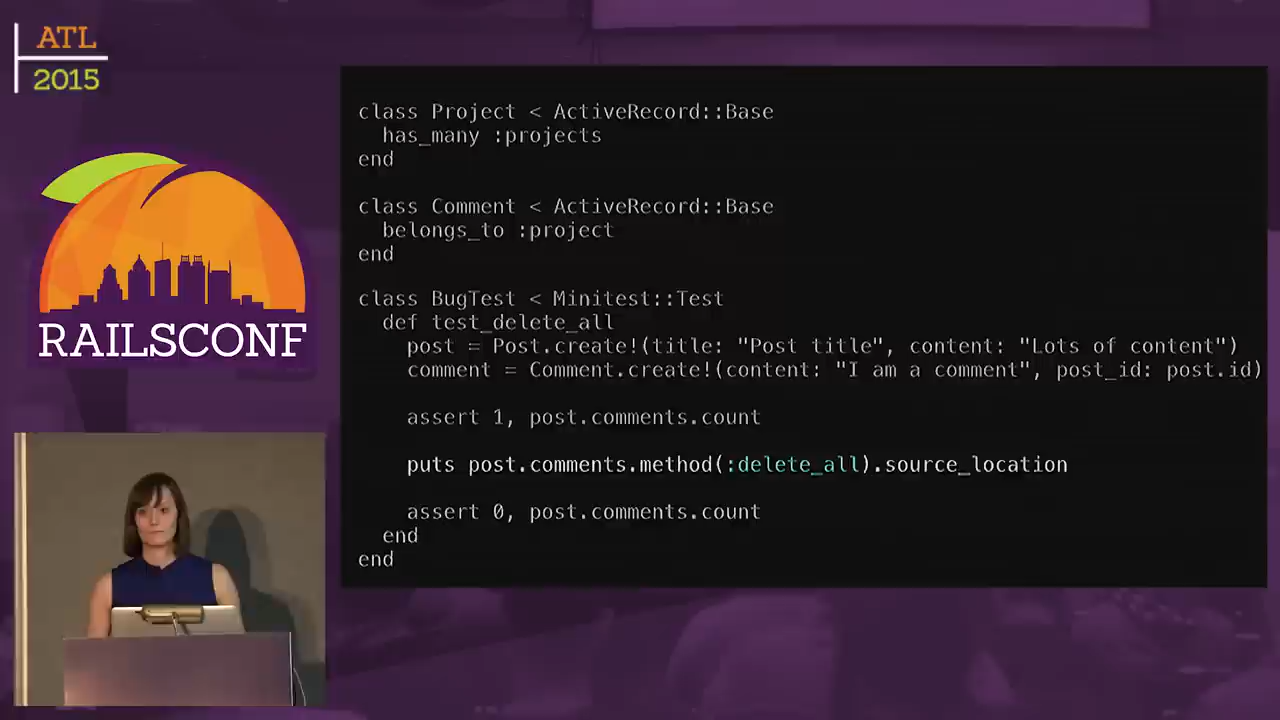 ATL
2015
RAILSCONF
class Project < ActiveRecord::Base
  has_many :projects
end
class Comment < ActiveRecord::Base
  belongs_to :project
end
class BugTest < Minitest::Test
  def test_delete_all
    post = Post.create!(title: "Post title", content: "Lots of content")
    comment = Comment.create!(content: "I am a comment", post_id: post.id)
    assert 1, post.comments.count
    puts post.comments.method(:delete_all).source_location
    assert 0, post.comments.count
  end
end